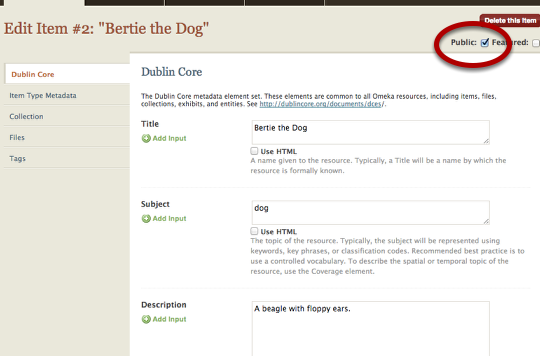 Edit Item #2: "Bertie the Dog"
Delete this Item
Public:
Featured:
Dublin Core
Item Type Metadata
Collection
Files
Tags
Dublin Core
The Dublin Core metadata element set. These elements are common to all Omeka resources, including items, files,
collections, exhibits, and entities. See http://dublincore.org/documents/dces/.
Title
Add Input
Bertie the Dog
Use HTML
A name given to the resource. Typically, a Title will be a name by which the
resource is formally known.
Subject
Add Input
dog
Use HTML
The topic of the resource. Typically, the subject will be represented using
keywords, key phrases, or classification codes. Recommended best practice is to
use a controlled vocabulary. To describe the spatial or temporal topic of the
resource, use the Coverage element.
Description
Add Input
A beagle with floppy ears.